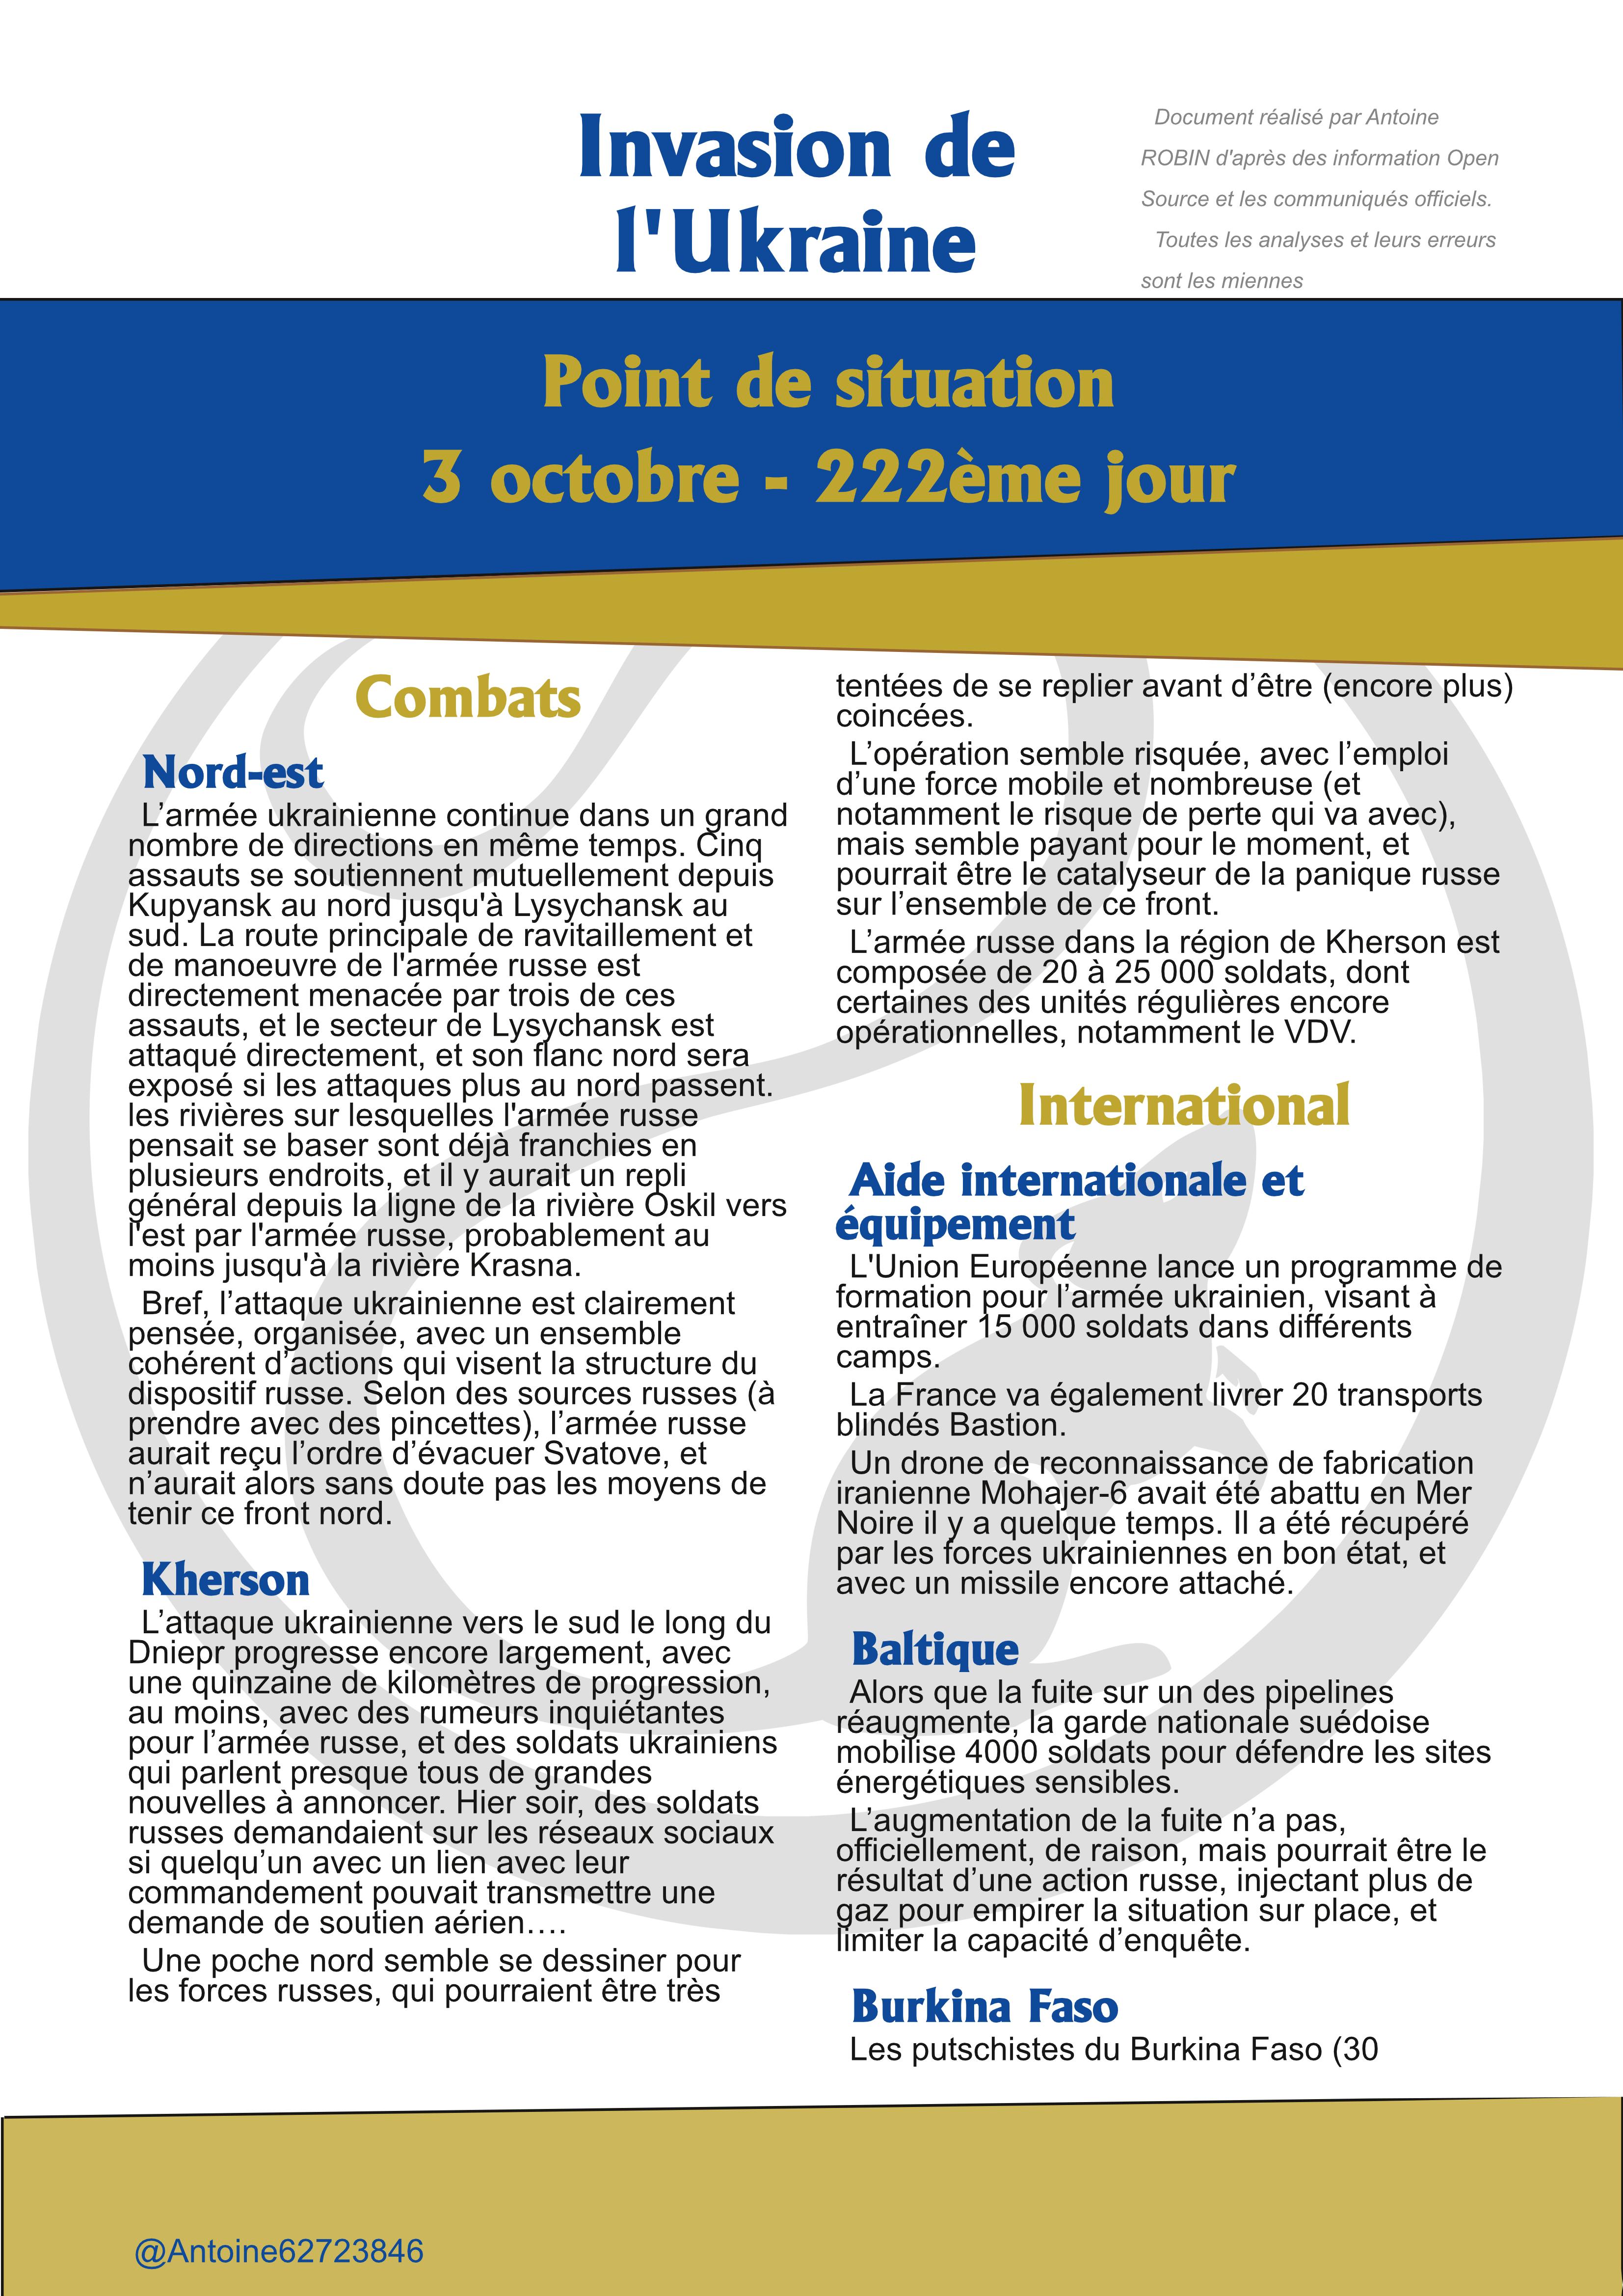 Invasion de
l'Ukraine
Document réalisé par Antoine
ROBIN d'après des information Open
Source et les communiqués officiels.
Toutes les analyses et leurs erreurs
sont les miennes
Point de situation
3 octobre - 222ème jour
Combats
Nord-est
L’armée ukrainienne continue dans un grand
nombre de directions en même temps. Cinq
assauts se soutiennent mutuellement depuis
Kupyansk au nord jusqu'à Lysychansk au
sud. La route principale de ravitaillement et
de manoeuvre de l'armée russe est
directement menacée par trois de ces
assauts, et le secteur de Lysychansk est
attaqué directement, et son flanc nord sera
exposé si les attaques plus au nord passent.
les rivières sur lesquelles l'armée russe
pensait se baser sont déjà franchies en
plusieurs endroits, et il y aurait un repli
général depuis la ligne de la rivière Oskil vers
l'est par l'armée russe, probablement au
moins jusqu'à la rivière Krasna.
Bref, l’attaque ukrainienne est clairement
pensée, organisée, avec un ensemble
cohérent d’actions qui visent la structure du
dispositif russe. Selon des sources russes (à
prendre avec des pincettes), l’armée russe
aurait reçu l’ordre d’évacuer Svatove, et
n’aurait alors sans doute pas les moyens de
tenir ce front nord.
Kherson
L’attaque ukrainienne vers le sud le long du
Dniepr progresse encore largement, avec
une quinzaine de kilomètres de progression,
au moins, avec des rumeurs inquiétantes
pour l’armée russe, et des soldats ukrainiens
qui parlent presque tous de grandes
nouvelles à annoncer. Hier soir, des soldats
russes demandaient sur les réseaux sociaux
si quelqu’un avec un lien avec leur
commandement pouvait transmettre une
demande de soutien aérien….
Une poche nord semble se dessiner pour
les forces russes, qui pourraient être très
tentées de se replier avant d’être (encore plus)
coincées.
L’opération semble risquée, avec l’emploi
d’une force mobile et nombreuse (et
notamment le risque de perte qui va avec),
mais semble payant pour le moment, et
pourrait être le catalyseur de la panique russe
sur l’ensemble de ce front.
L’armée russe dans la région de Kherson est
composée de 20 à 25 000 soldats, dont
certaines des unités régulières encore
opérationnelles, notamment le VDV.
International
Aide internationale et
équipement
L'Union Européenne lance un programme de
formation pour l’armée ukrainien, visant à
entraîner 15 000 soldats dans différents
camps.
La France va également livrer 20 transports
blindés Bastion.
Un drone de reconnaissance de fabrication
iranienne Mohajer-6 avait été abattu en Mer
Noire il y a quelque temps. Il a été récupéré
par les forces ukrainiennes en bon état, et
avec un missile encore attaché.
Baltique
Alors que la fuite sur un des pipelines
réaugmente, la garde nationale suédoise
mobilise 4000 soldats pour défendre les sites
énergétiques sensibles.
L’augmentation de la fuite n’a pas,
officiellement, de raison, mais pourrait être le
résultat d’une action russe, injectant plus de
gaz pour empirer la situation sur place, et
limiter la capacité d’enquête.
Burkina Faso
Les putschistes du Burkina Faso (30
@Antoine62723846